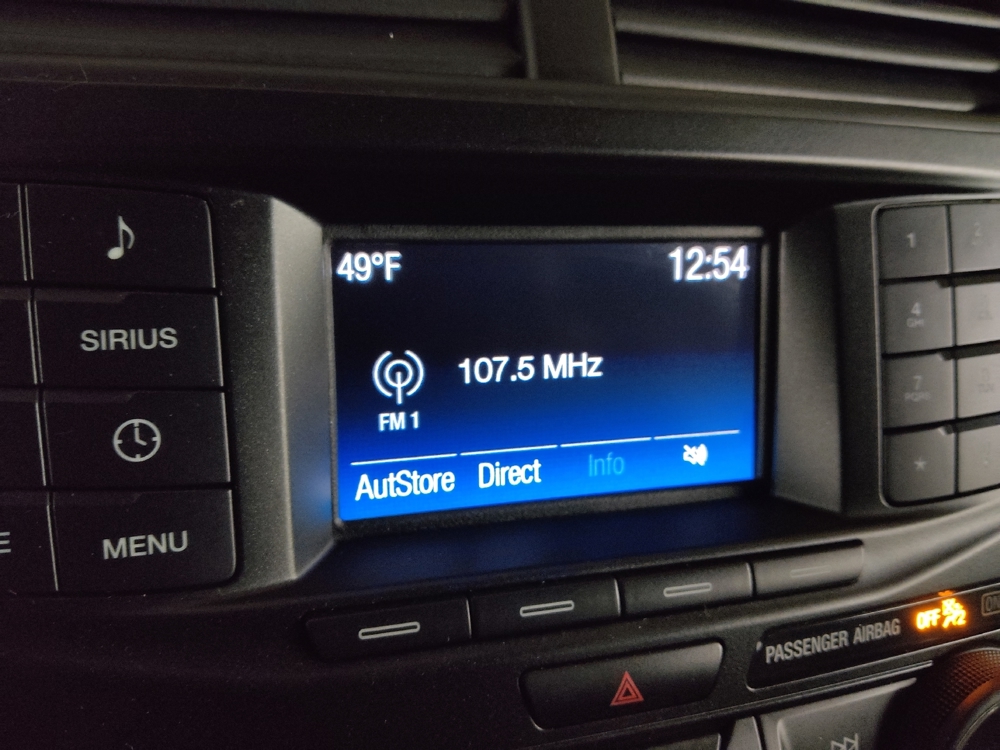 49°F
12:54
SIRIUS
107.5 MHz
FM 1
AutStore
Direct
Info
MENU
E
1
4
GHI
7
*
PASSENGER AIRBAG
OFF